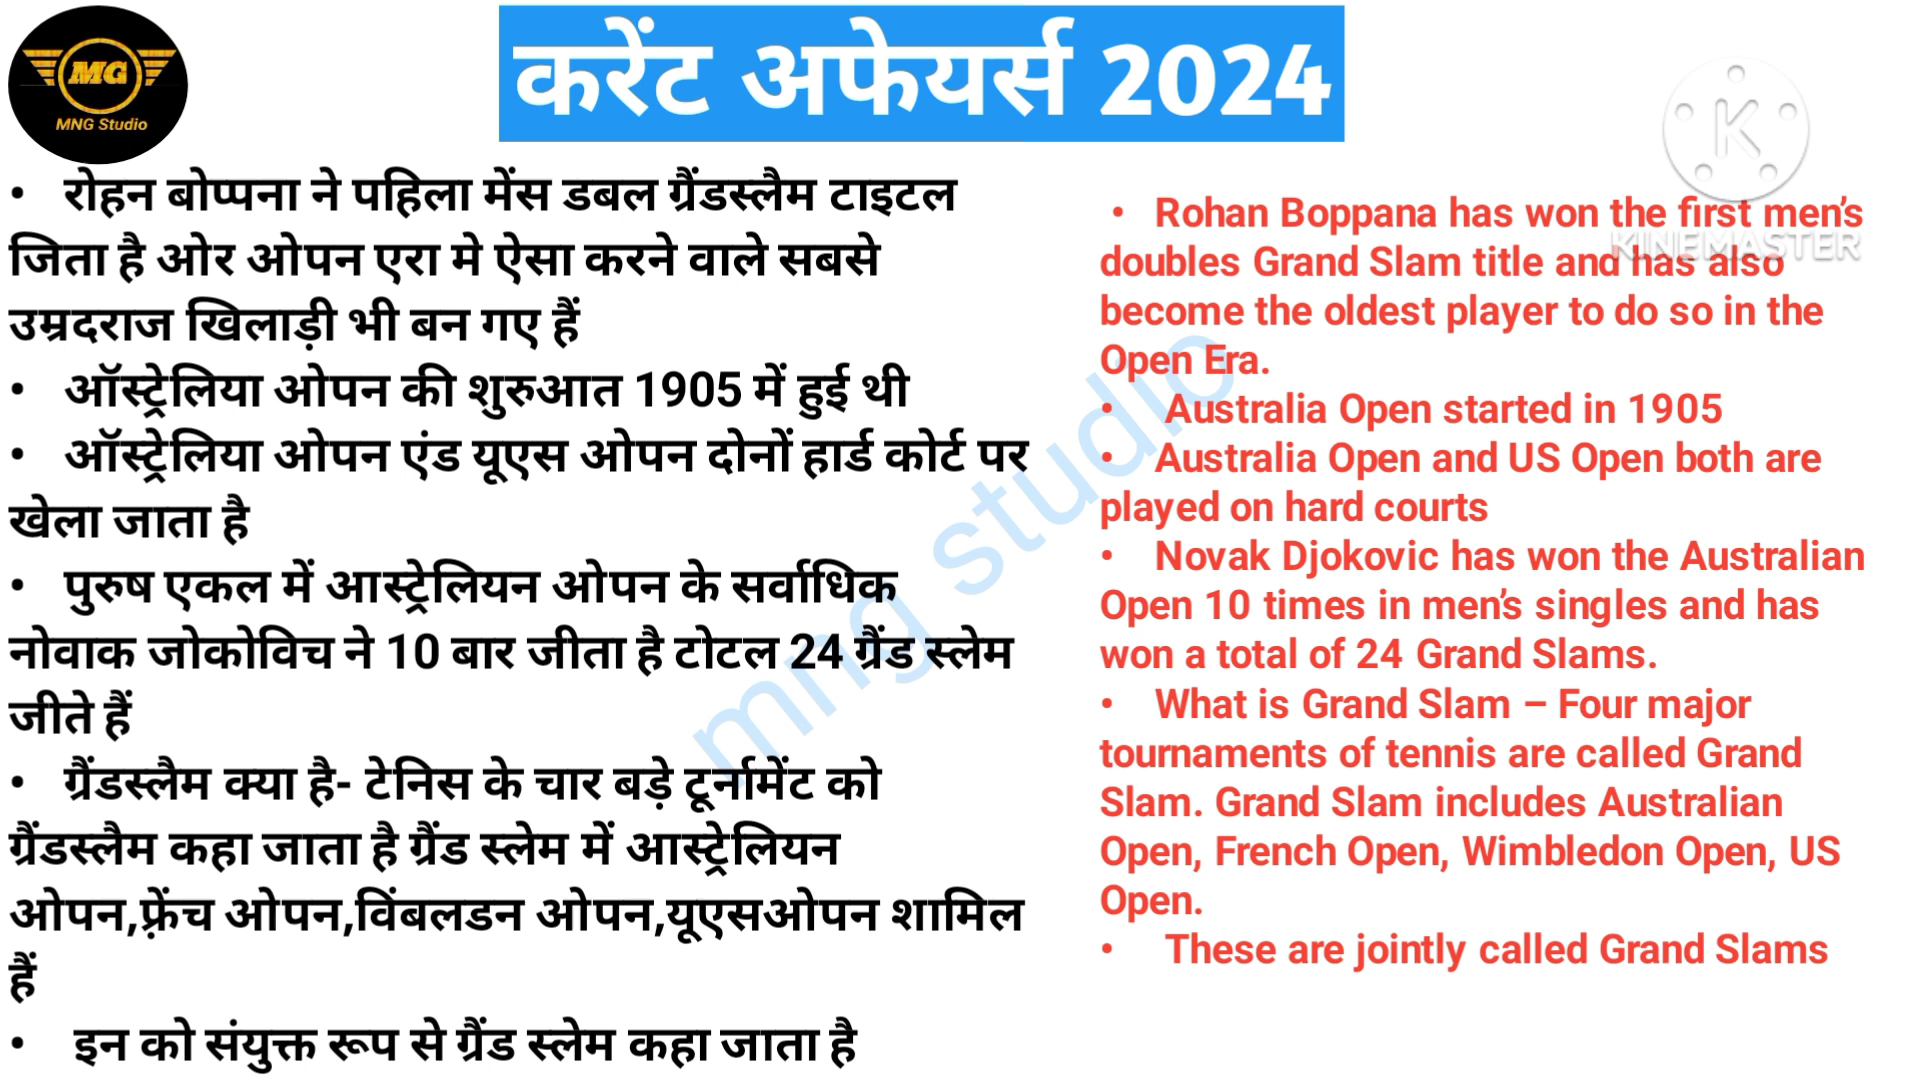 MG
MNG Studio
करेंट अफेयर्स 2024
• रोहन बोप्पना ने पहिला मेंस डबल ग्रैंडस्लैम टाइटल
जिता है ओर ओपन एरा मे ऐसा करने वाले सबसे
उम्रदराज खिलाड़ी भी बन गए हैं
• ऑस्ट्रेलिया ओपन की शुरुआत 1905 में हुई थी
• ऑस्ट्रेलिया ओपन एंड यूएस ओपन दोनों हार्ड कोर्ट पर
खेला जाता है
• पुरुष एकल में आस्ट्रेलियन ओपन के सर्वाधिक
नोवाक जोकोविच ने 10 बार जीता है टोटल 24 ग्रैंड स्लेम
जीते हैं
• ग्रैंडस्लैम क्या है- टेनिस के चार बड़े टूर्नामेंट को
ग्रैंडस्लैम कहा जाता है ग्रैंड स्लेम में आस्ट्रेलियन
ओपन,फ़्रेंच ओपन,विंबलडन ओपन,यूएसओपन शामिल
हैं
• इन को संयुक्त रूप से ग्रैंड स्लेम कहा जाता है
K
KINEMASTER
• Rohan Boppana has won the first men’s
doubles Grand Slam title and has also
become the oldest player to do so in the
Open Era.
• Australia Open started in 1905
• Australia Open and US Open both are
played on hard courts
• Novak Djokovic has won the Australian
Open 10 times in men’s singles and has
won a total of 24 Grand Slams.
• What is Grand Slam – Four major
tournaments of tennis are called Grand
Slam. Grand Slam includes Australian
Open, French Open, Wimbledon Open, US
Open.
• These are jointly called Grand Slams
mng studio